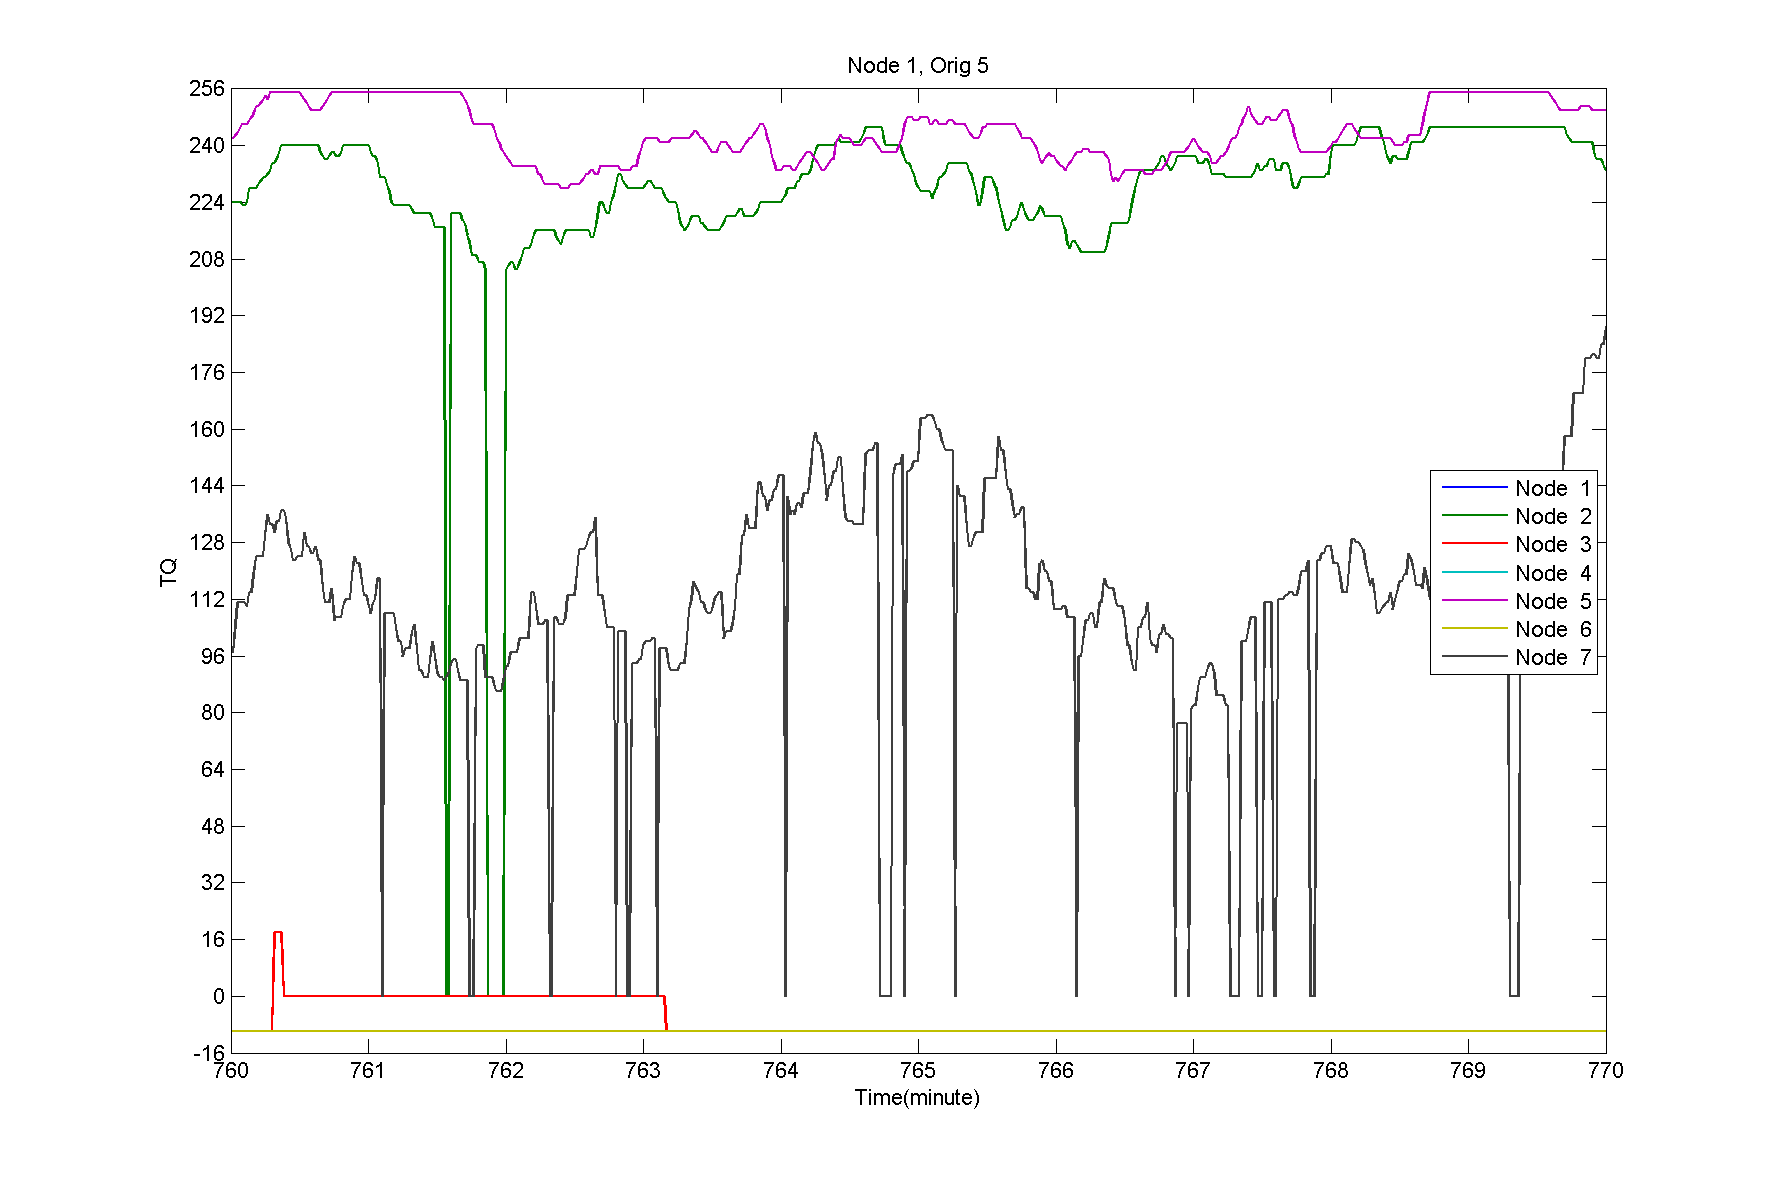 Node 1, Orig 5
256
240
224
208
192
176
160
144
128
112
96
80
64
48
32
16
0
-16
TQ
Node 1
Node 2
Node 3
Node 4
Node 5
Node 6
Node 7
760 761 762 763 764 765 766 767 768 769 770
Time(minute)